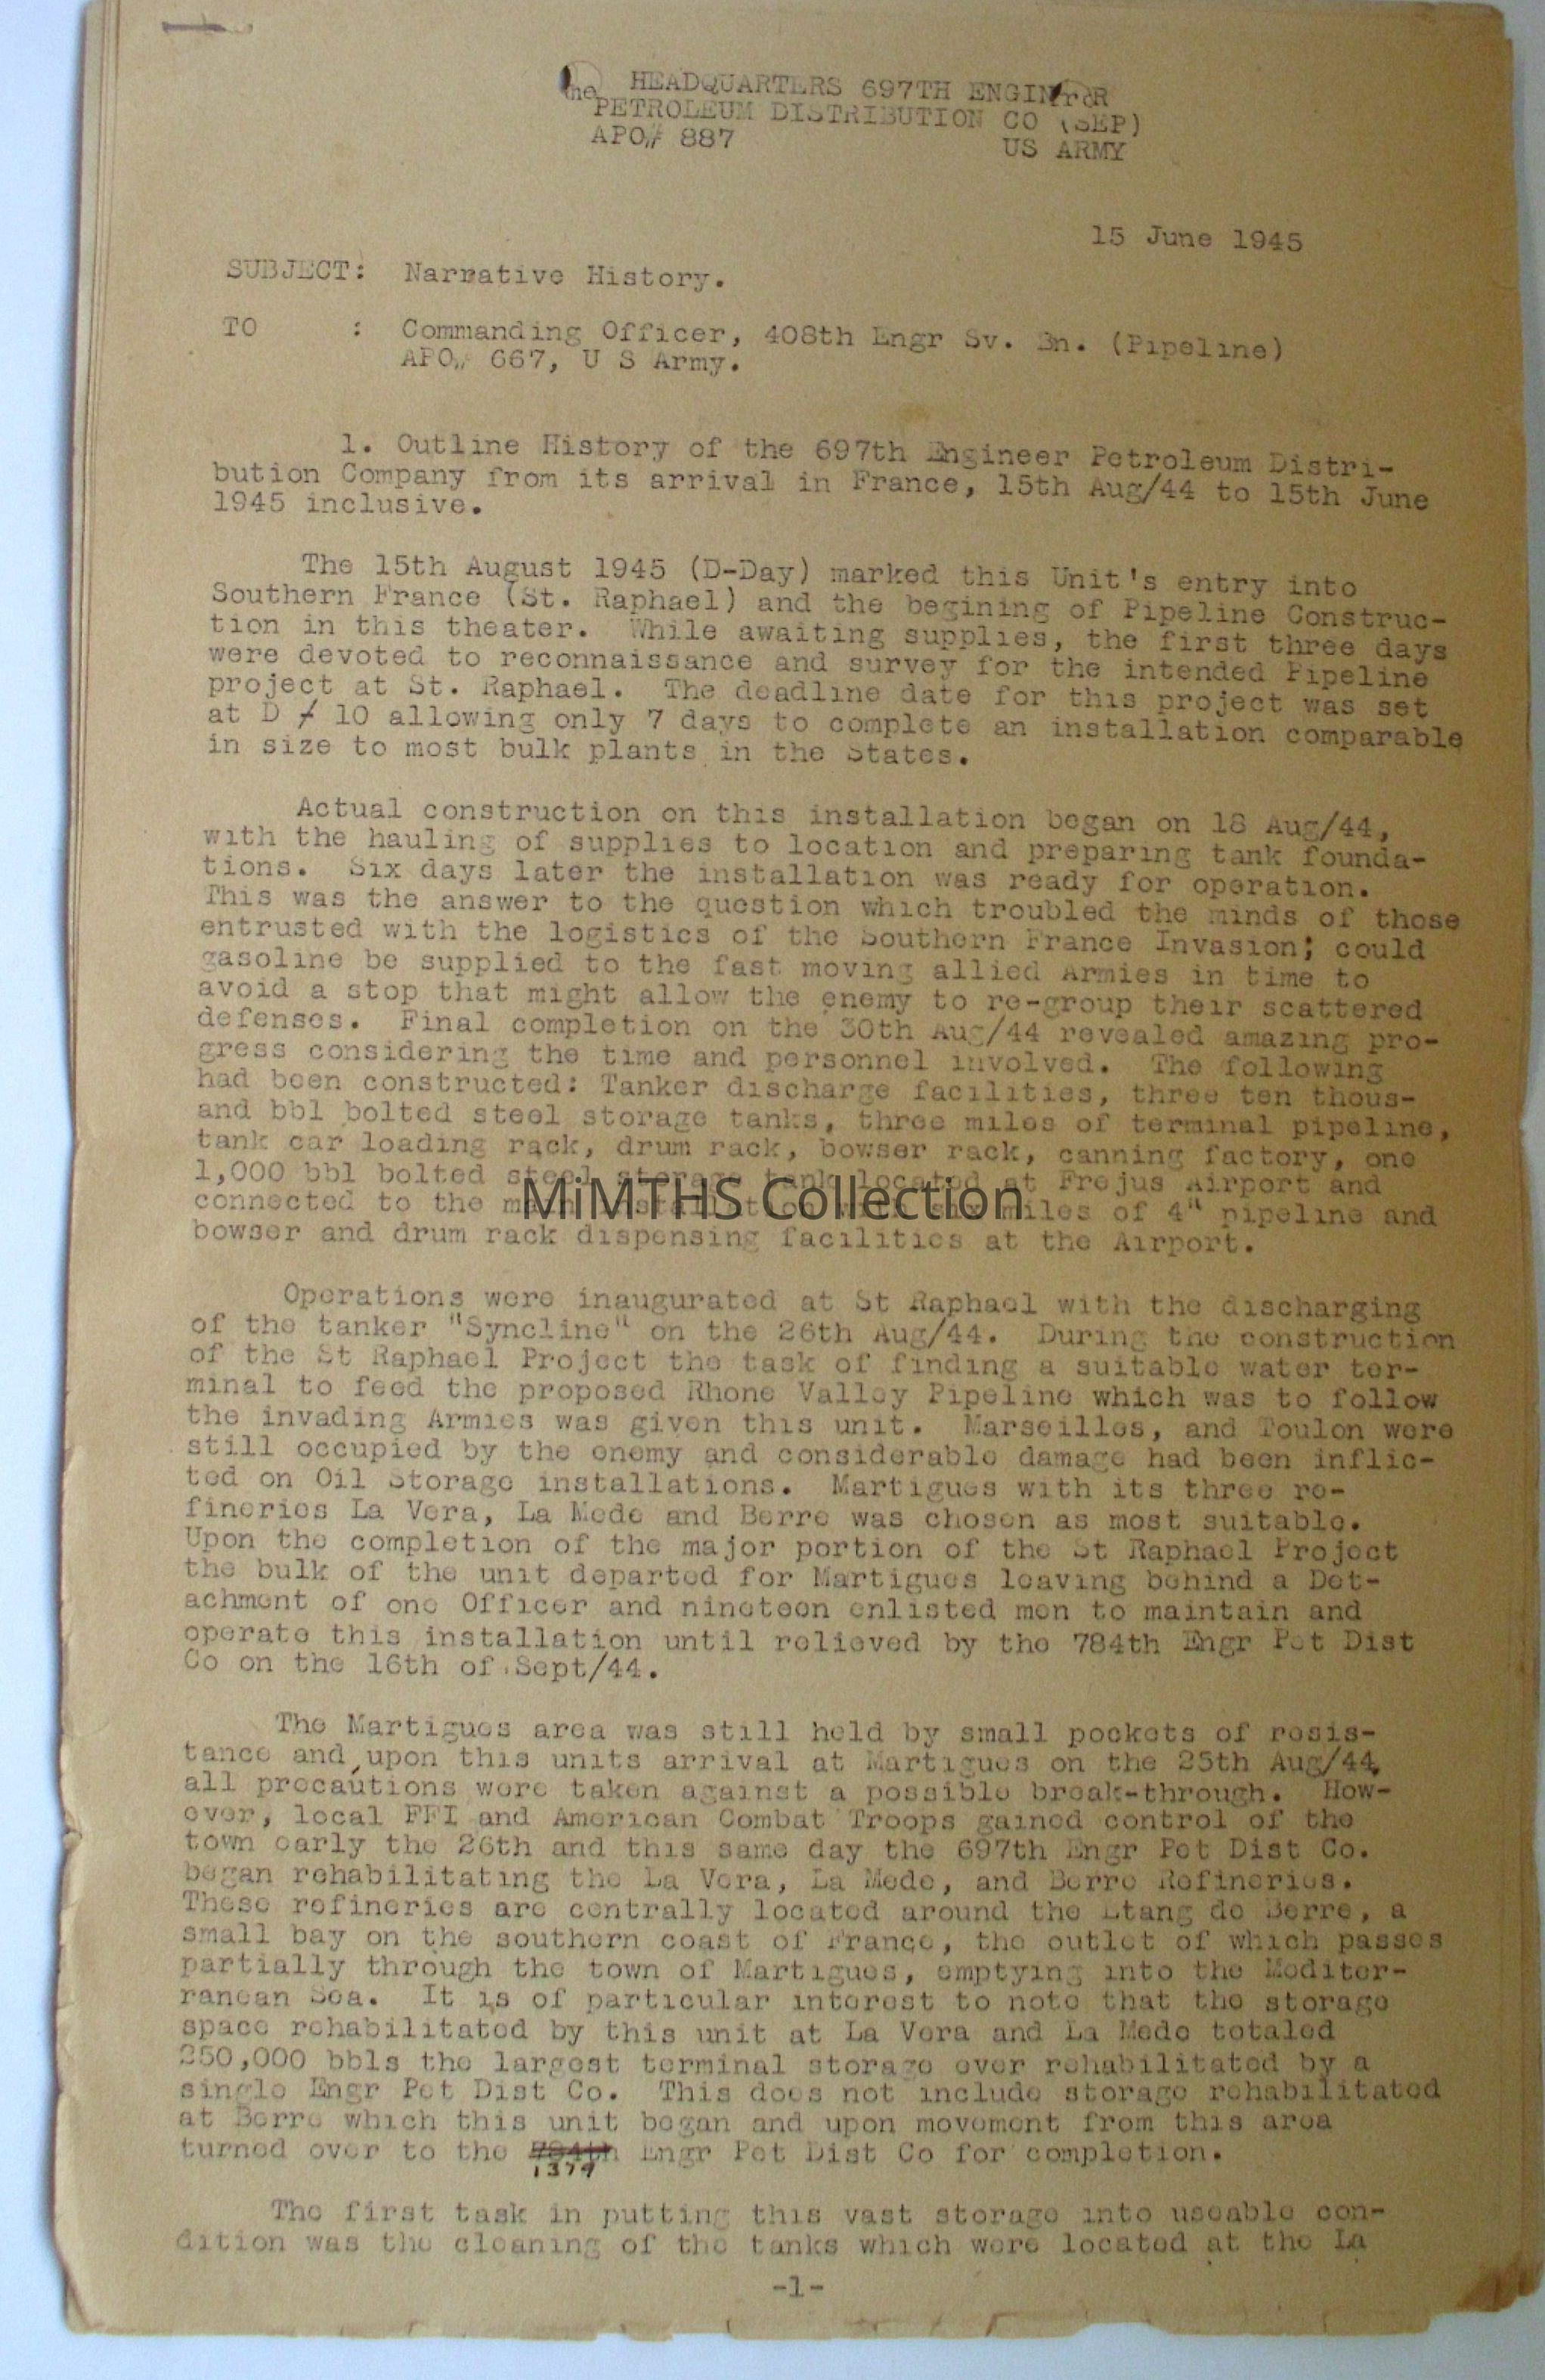 HEADQUARTERS 697TH ENGINEER
PETROLEUM DISTRIBUTION CO (SEP)
APO# 887 US ARMY
15 June 1945
SUBJECT: Narrative History.
TO : Commanding Officer, 408th Engr Sv. Bn. (Pipeline)
APO# 667, U S Army.
1. Outline History of the 697th Engineer Petroleum Distri-
bution Company from its arrival in France, 15th Aug/44 to 15th June
1945 inclusive.
The 15th August 1945 (D-Day) marked this Unit's entry into
Southern France (St. Raphael) and the begining of Pipeline Construc-
tion in this theater. While awaiting supplies, the first three days
were devoted to reconnaissance and survey for the intended Pipeline
project at St. Raphael. The deadline date for this project was set
at D ≠ 10 allowing only 7 days to complete an installation comparable
in size to most bulk plants in the States.
Actual construction on this installation began on 18 Aug/44,
with the hauling of supplies to location and preparing tank founda-
tions. Six days later the installation was ready for operation.
This was the answer to the question which troubled the minds of those
entrusted with the logistics of the Southern France Invasion; could
gasoline be supplied to the fast moving allied Armies in time to
avoid a stop that might allow the enemy to re-group their scattered
defenses. Final completion on the 30th Aug/44 revealed amazing pro-
gress considering the time and personnel involved. The following
had been constructed: Tanker discharge facilities, three ten thous-
and bbl bolted steel storage tanks, three miles of terminal pipeline,
tank car loading rack, drum rack, bowser rack, canning factory, one
1,000 bbl bolted steel storage tank located at Frejus Airport and
connected to the main miles of 4" pipeline and
MiMTHS Collection
bowser and drum rack dispensing facilities at the Airport.
Operations were inaugurated at St Raphael with the discharging
of the tanker "Syncline" on the 26th Aug/44. During the construction
of the St Raphael Project the task of finding a suitable water ter-
minal to feed the proposed Rhone Valley Pipeline which was to follow
the invading Armies was given this unit. Marseilles, and Toulon were
still occupied by the enemy and considerable damage had been inflic-
ted on Oil Storage installations. Martigues with its three re-
fineries La Vera, La Mede and Berre was chosen as most suitable.
Upon the completion of the major portion of the St Raphael Project
the bulk of the unit departed for Martigues leaving behind a Det-
achment of one Officer and nineteen enlisted men to maintain and
operate this installation until relieved by the 784th Engr Pet Dist
Co on the 16th of Sept/44.
The Martigues area was still held by small pockets of resis-
tance and,upon this units arrival at Martigues on the 25th Aug/44,
all precautions were taken against a possible break-through. How-
ever, local FFI and American Combat Troops gained control of the
town early the 26th and this same day the 697th Engr Pet Dist Co.
began rehabilitating the La Vera, La Mede, and Berre Refineries.
These refineries are centrally located around the Etang de Berre, a
small bay on the southern coast of France, the outlet of which passes
partially through the town of Martigues, emptying into the Mediter-
ranean Sea. It is of particular interest to note that the storage
space rehabilitated by this unit at La Vera and La Mede totaled
250,000 bbls the largest terminal storage ever rehabilitated by a
single Engr Pet Dist Co. This does not include storage rehabilitated
at Berre which this unit began and upon movement from this area
turned over to the 784th Engr Pet Dist Co for completion.
1379
The first task in putting this vast storage into useable con-
dition was the cleaning of the tanks which were located at the La
-1-